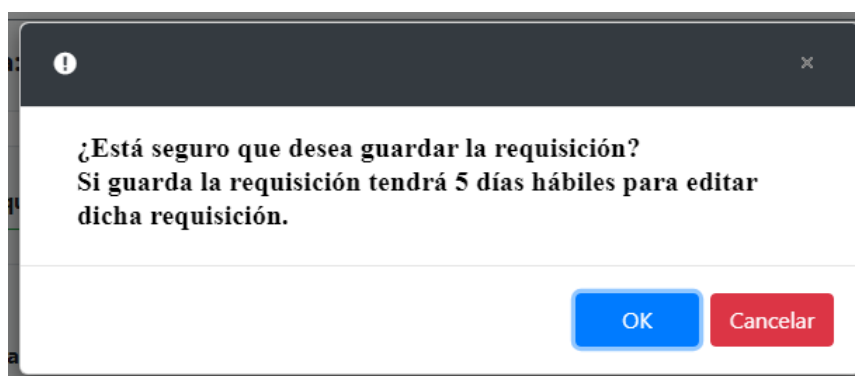 ¿Está seguro que desea guardar la requisición?
Si guarda la requisición tendrá 5 días hábiles para editar
dicha requisición.
OK
Cancelar